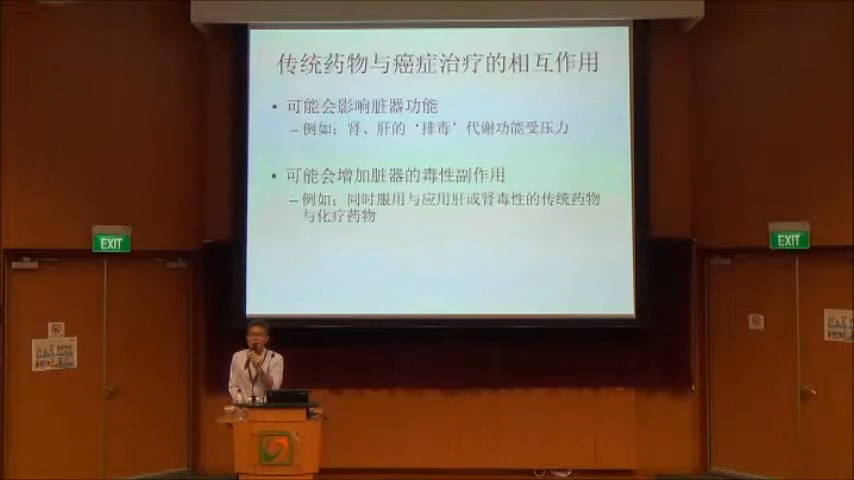 传统药物与癌症治疗的相互作用
• 可能会影响脏器功能
–例如：肾、肝的‘排毒’代谢功能受压力
• 可能会增加脏器的毒性副作用
–例如：同时服用与应用肝或肾毒性的传统药物
与化疗药物
EXIT
EXIT